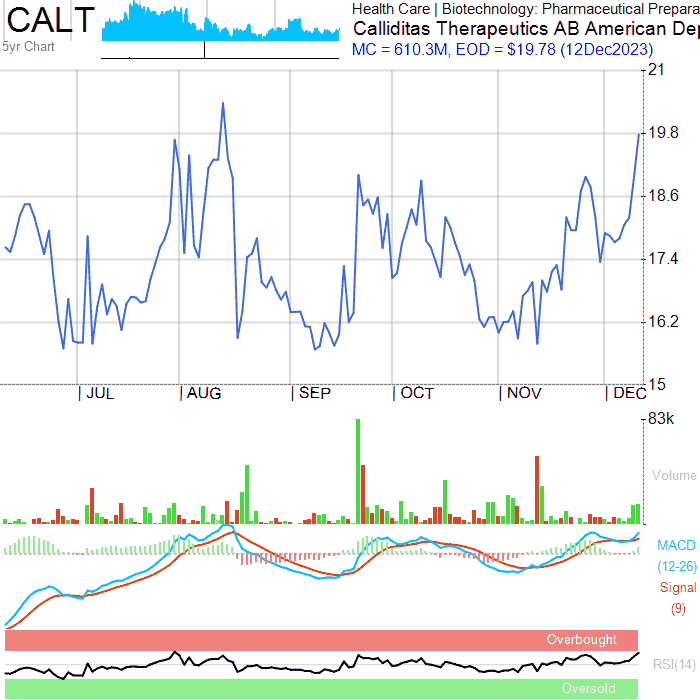 CALT
5yr Chart
Health Care | Biotechnology: Pharmaceutical Prepara
Calliditas Therapeutics AB American Dep
MC = 610.3M, EOD = $19.78 (12Dec2023)
21
19.8
18.6
17.4
16.2
15
| JUL | AUG | SEP | OCT | NOV | DEC
83k
Volume
MACD
(12-26)
Signal
(9)
Overbought
RSI(14)
Oversold